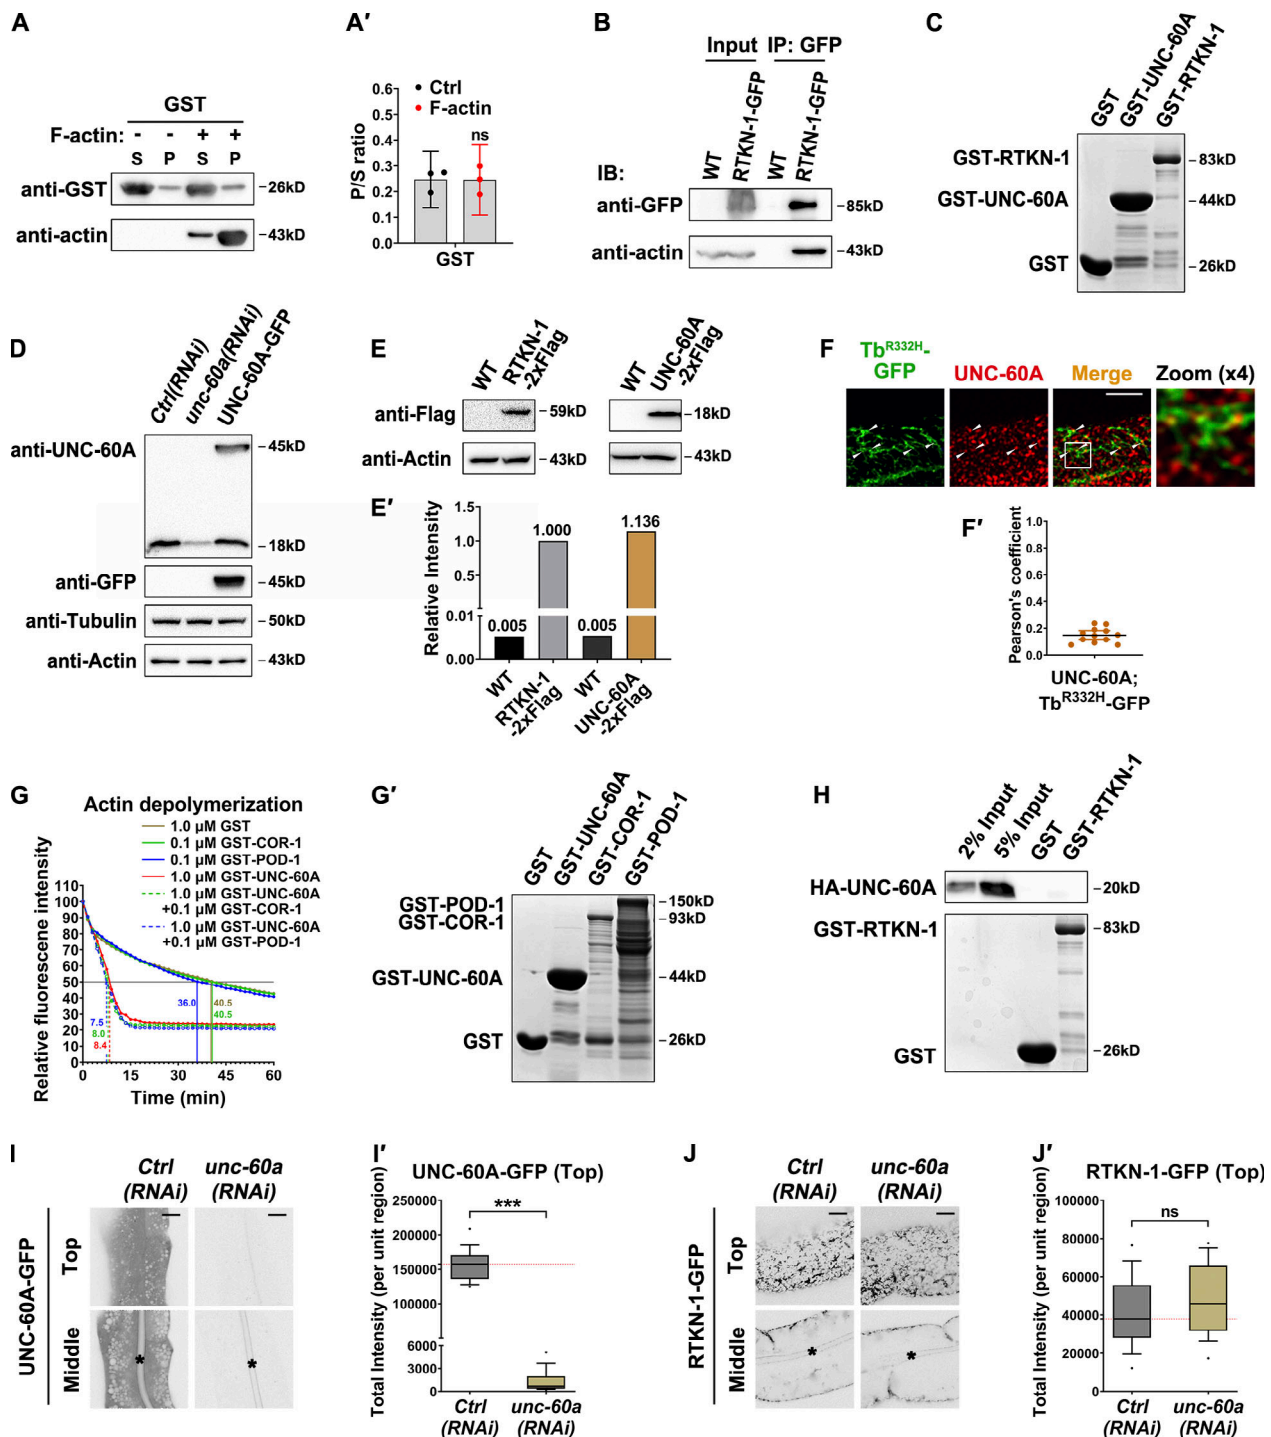 A
GST
F-actin: - - + +
S P S P
anti-GST
-26kD
anti-actin
-43kD
A′
Ctrl
F-actin
ns
P/S ratio
0.6
0.5
0.4
0.3
0.2
0.1
0.0
GST
B
Input IP: GFP
WT
RTKN-1-GFP
WT
RTKN-1-GFP
IB:
anti-GFP
-85kD
anti-actin
-43kD
C
GST
GST-UNC-60A
GST-RTKN-1
GST-RTKN-1
-83kD
GST-UNC-60A
-44kD
GST
-26kD
D
Ctrl(RNAi)
unc-60a(RNAi)
UNC-60A-GFP
anti-UNC-60A
-45kD
-18kD
anti-GFP
-45kD
anti-Tubulin
-50kD
anti-Actin
-43kD
E
WT
RTKN-1
-2xFlag
WT
UNC-60A
-2xFlag
anti-Flag
-59kD
-18kD
anti-Actin
-43kD
-43kD
E′
Relative Intensity
1.5
1.0
0.5
0.01
0.00
0.005
1.000
0.005
1.136
WT
RTKN-1
-2xFlag
WT
UNC-60A
-2xFlag
F
Tb^R332H-
GFP
UNC-60A
Merge
Zoom (x4)
F′
Pearson's coefficient
1.0
0.8
0.6
0.4
0.2
0.0
UNC-60A;
Tb^R332H-GFP
G
Actin depolymerization
1.0 µM GST
0.1 µM GST-COR-1
0.1 µM GST-POD-1
1.0 µM GST-UNC-60A
1.0 µM GST-UNC-60A
+0.1 µM GST-COR-1
1.0 µM GST-UNC-60A
+0.1 µM GST-POD-1
Relative fluorescene intensity
110
100
90
80
70
60
50
40
30
20
10
0
36.0
40.5
40.5
7.5
8.0
8.4
0 15 30 45 60
Time (min)
G′
GST
GST-UNC-60A
GST-COR-1
GST-POD-1
GST-POD-1
-150kD
GST-COR-1
-93kD
GST-UNC-60A
-44kD
GST
-26kD
H
2% Input
5% Input
GST
GST-RTKN-1
HA-UNC-60A
-20kD
GST-RTKN-1
-83kD
GST
-26kD
I
Ctrl
(RNAi)
unc-60a
(RNAi)
UNC-60A-GFP
Top
Middle
*
*
I′
UNC-60A-GFP (Top)
Total Intensity (per unit region)
250000
200000
150000
100000
6000
3000
0
***
Ctrl
(RNAi)
unc-60a
(RNAi)
J
Ctrl
(RNAi)
unc-60a
(RNAi)
RTKN-1-GFP
Top
Middle
*
*
J′
RTKN-1-GFP (Top)
Total Intensity (per unit region)
100000
80000
60000
40000
20000
0
ns
Ctrl
(RNAi)
unc-60a
(RNAi)